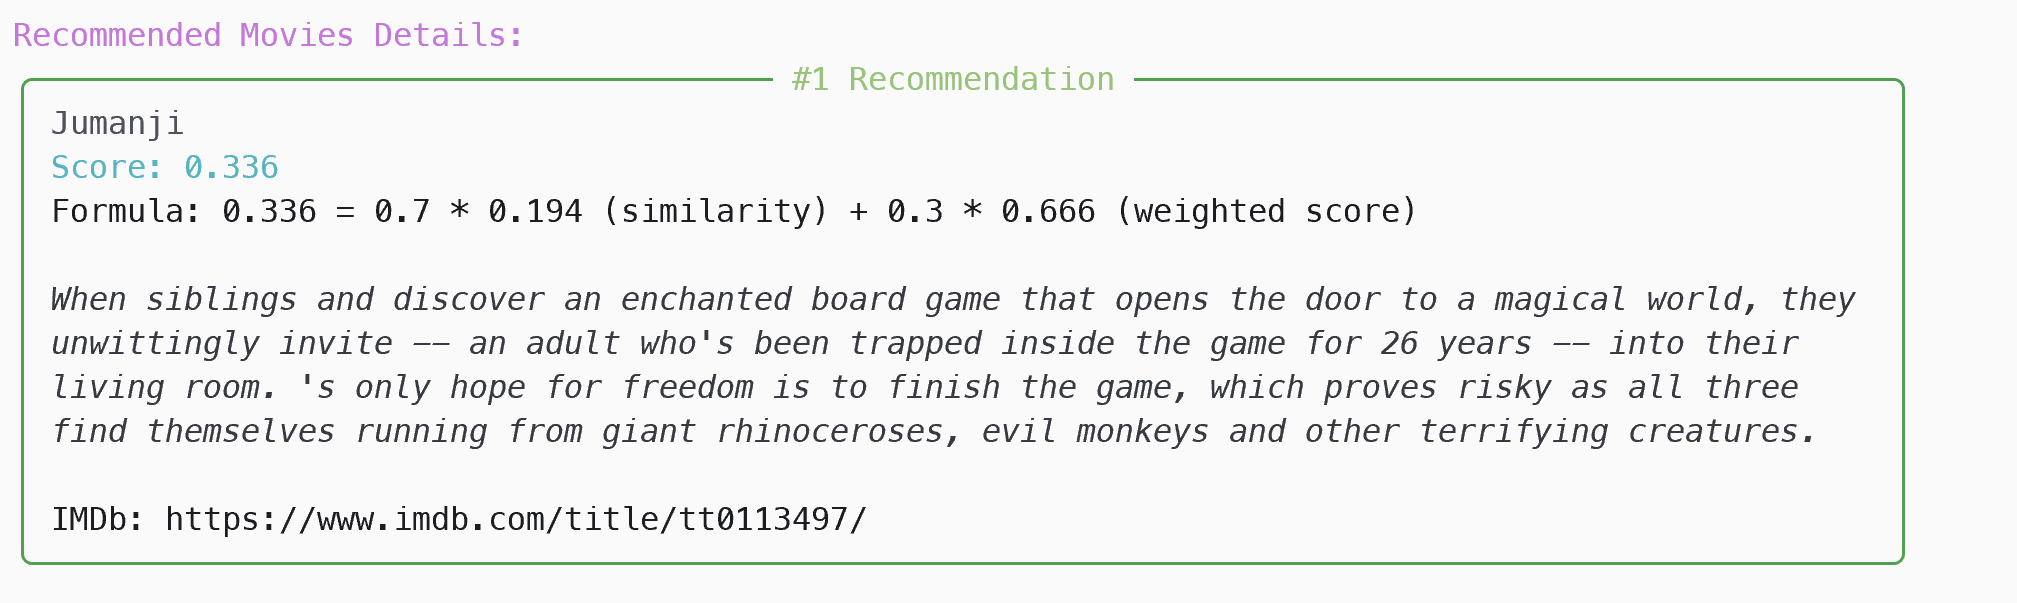 Recommended Movies Details:
#1 Recommendation
Jumanji
Score: 0.336
Formula: 0.336 = 0.7 * 0.194 (similarity) + 0.3 * 0.666 (weighted score)
When siblings and discover an enchanted board game that opens the door to a magical world, they
unwittingly invite -- an adult who's been trapped inside the game for 26 years -- into their
living room. 's only hope for freedom is to finish the game, which proves risky as all three
find themselves running from giant rhinoceroses, evil monkeys and other terrifying creatures.
IMDb: https://www.imdb.com/title/tt0113497/